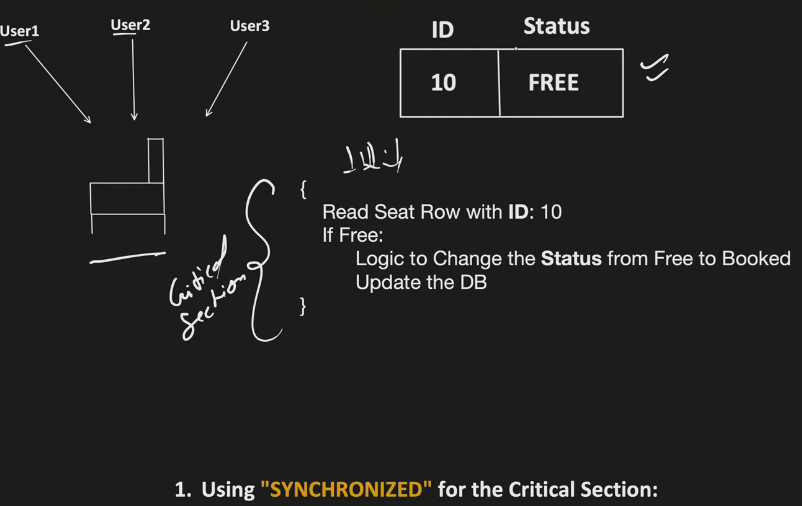 User1 User2 User3
ID Status
10 FREE
{
Read Seat Row with ID: 10
If Free:
Logic to Change the Status from Free to Booked
Update the DB
}
Critical
Section
1. Using "SYNCHRONIZED" for the Critical Section: